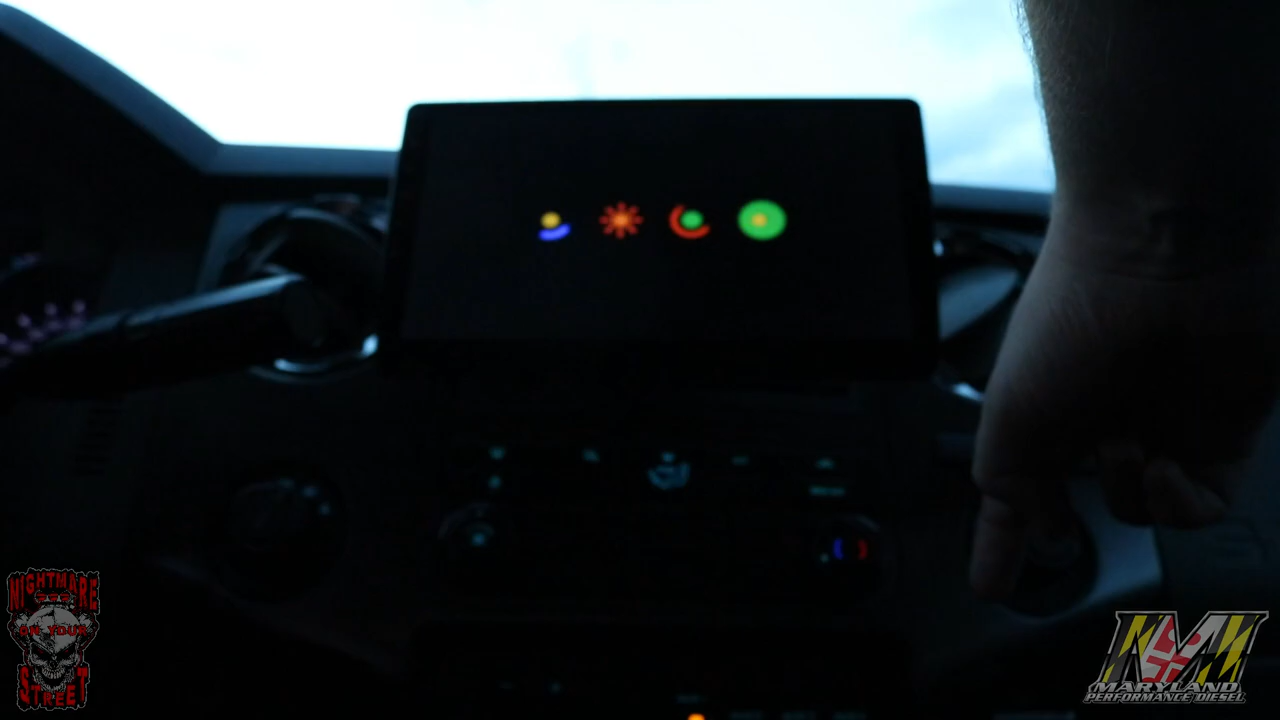 NIGHTMARE
ON YOUR
STREET
MARYLAND
PERFORMANCE DIESEL